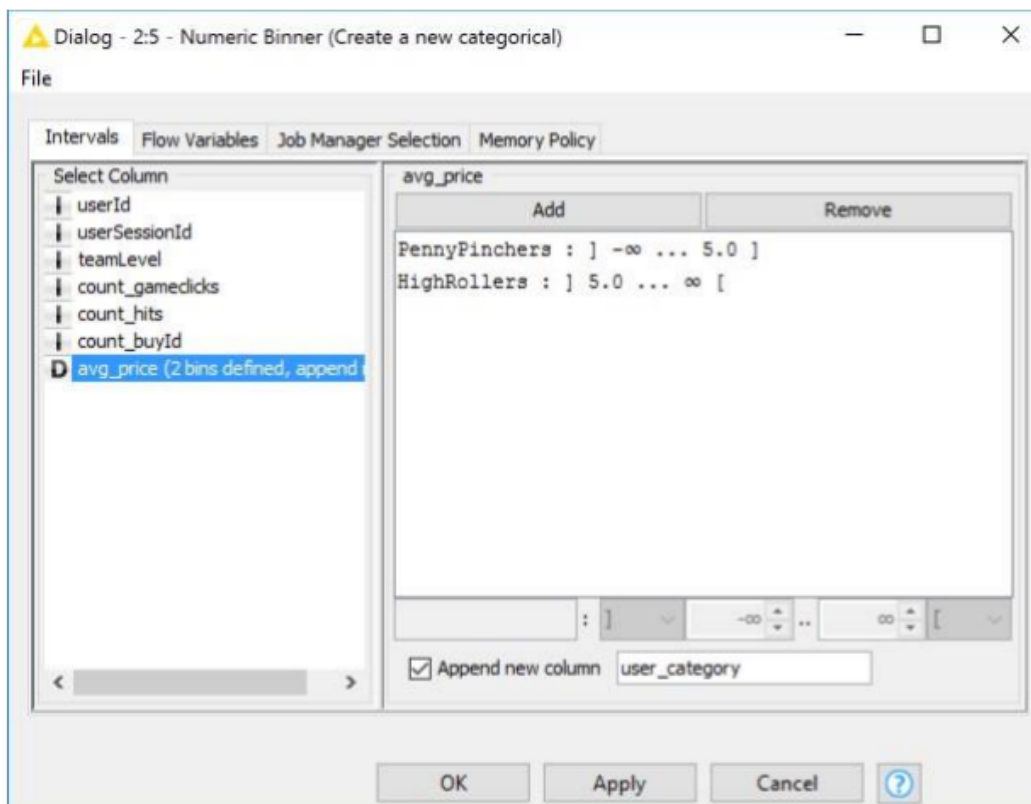 Dialog - 2:5 - Numeric Binner (Create a new categorical)
File
Intervals Flow Variables Job Manager Selection Memory Policy
Select Column
I userId
I userSessionId
I teamLevel
I count_gameclicks
I count_hits
I count_buyId
D avg_price (2 bins defined, append
avg_price
Add Remove
PennyPinchers : ] -∞ ... 5.0 ]
HighRollers : ] 5.0 ... ∞ [
: ] -∞ .. ∞ [
Append new column user_category
OK Apply Cancel ?